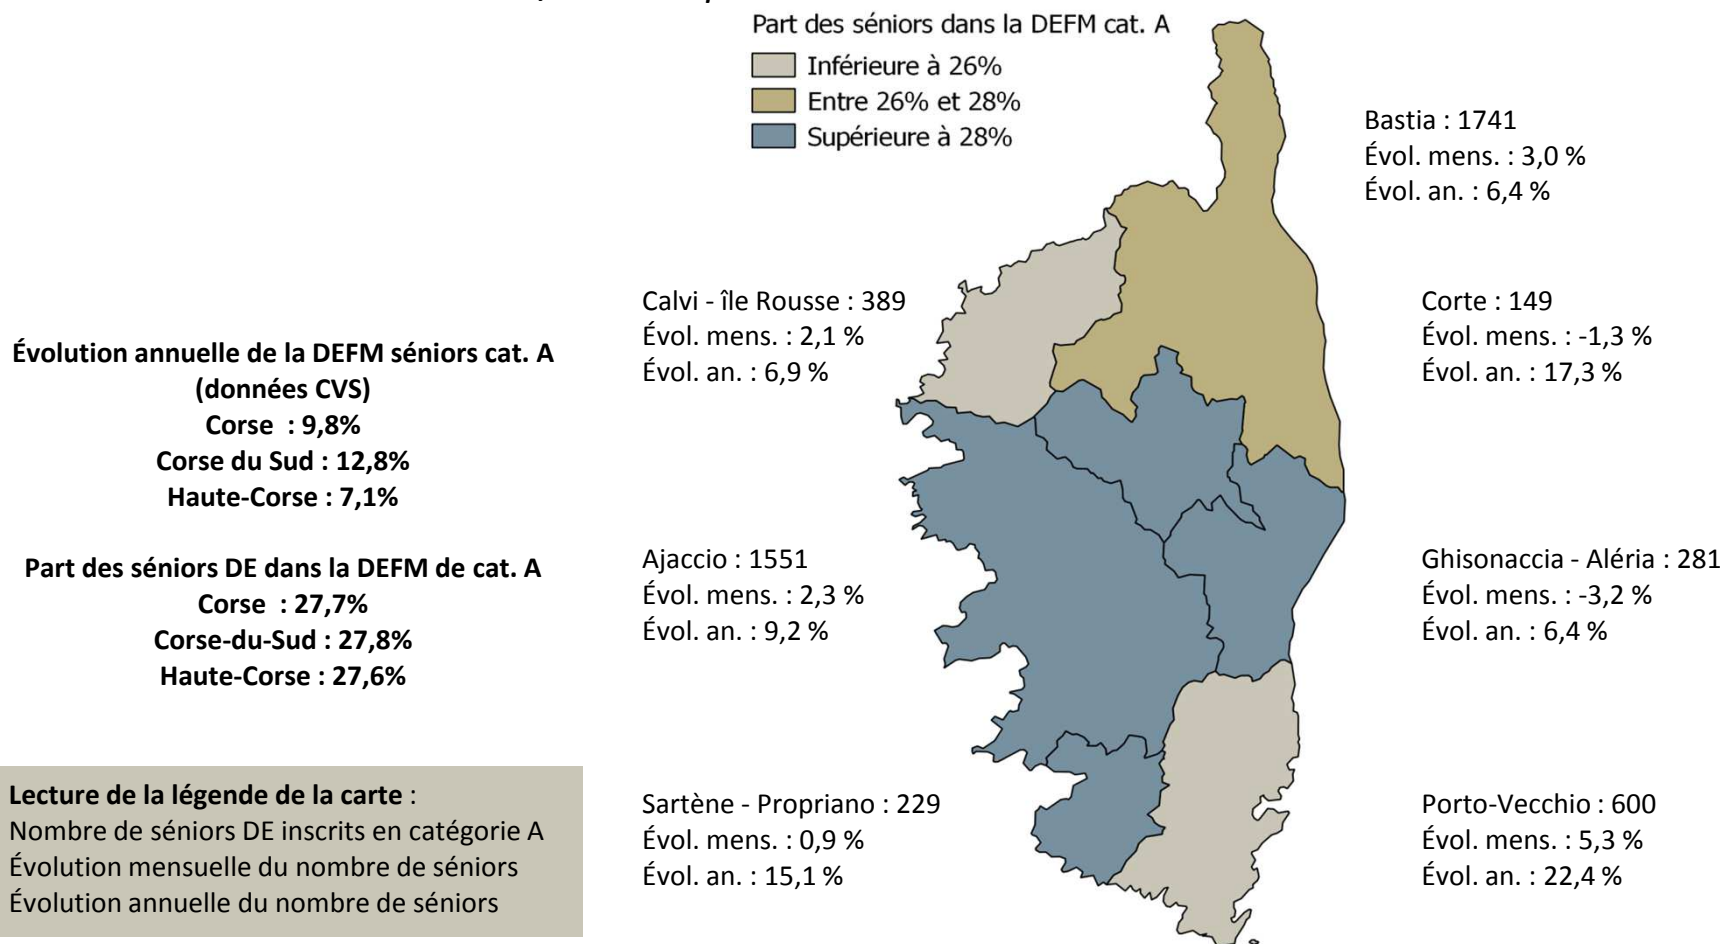 Part des séniors dans la DEFM cat. A
Inférieure à 26%
Entre 26% et 28%
Supérieure à 28%
Bastia : 1741
Évol. mens. : 3,0 %
Évol. an. : 6,4 %
Calvi - île Rousse : 389
Évol. mens. : 2,1 %
Évol. an. : 6,9 %
Corte : 149
Évol. mens. : -1,3 %
Évol. an. : 17,3 %
Évolution annuelle de la DEFM séniors cat. A
(données CVS)
Corse : 9,8%
Corse du Sud : 12,8%
Haute-Corse : 7,1%
Part des séniors DE dans la DEFM de cat. A
Corse : 27,7%
Corse-du-Sud : 27,8%
Haute-Corse : 27,6%
Ajaccio : 1551
Évol. mens. : 2,3 %
Évol. an. : 9,2 %
Ghisonaccia - Aléria : 281
Évol. mens. : -3,2 %
Évol. an. : 6,4 %
Lecture de la légende de la carte :
Nombre de séniors DE inscrits en catégorie A
Évolution mensuelle du nombre de séniors
Évolution annuelle du nombre de séniors
Sartène - Propriano : 229
Évol. mens. : 0,9 %
Évol. an. : 15,1 %
Porto-Vecchio : 600
Évol. mens. : 5,3 %
Évol. an. : 22,4 %